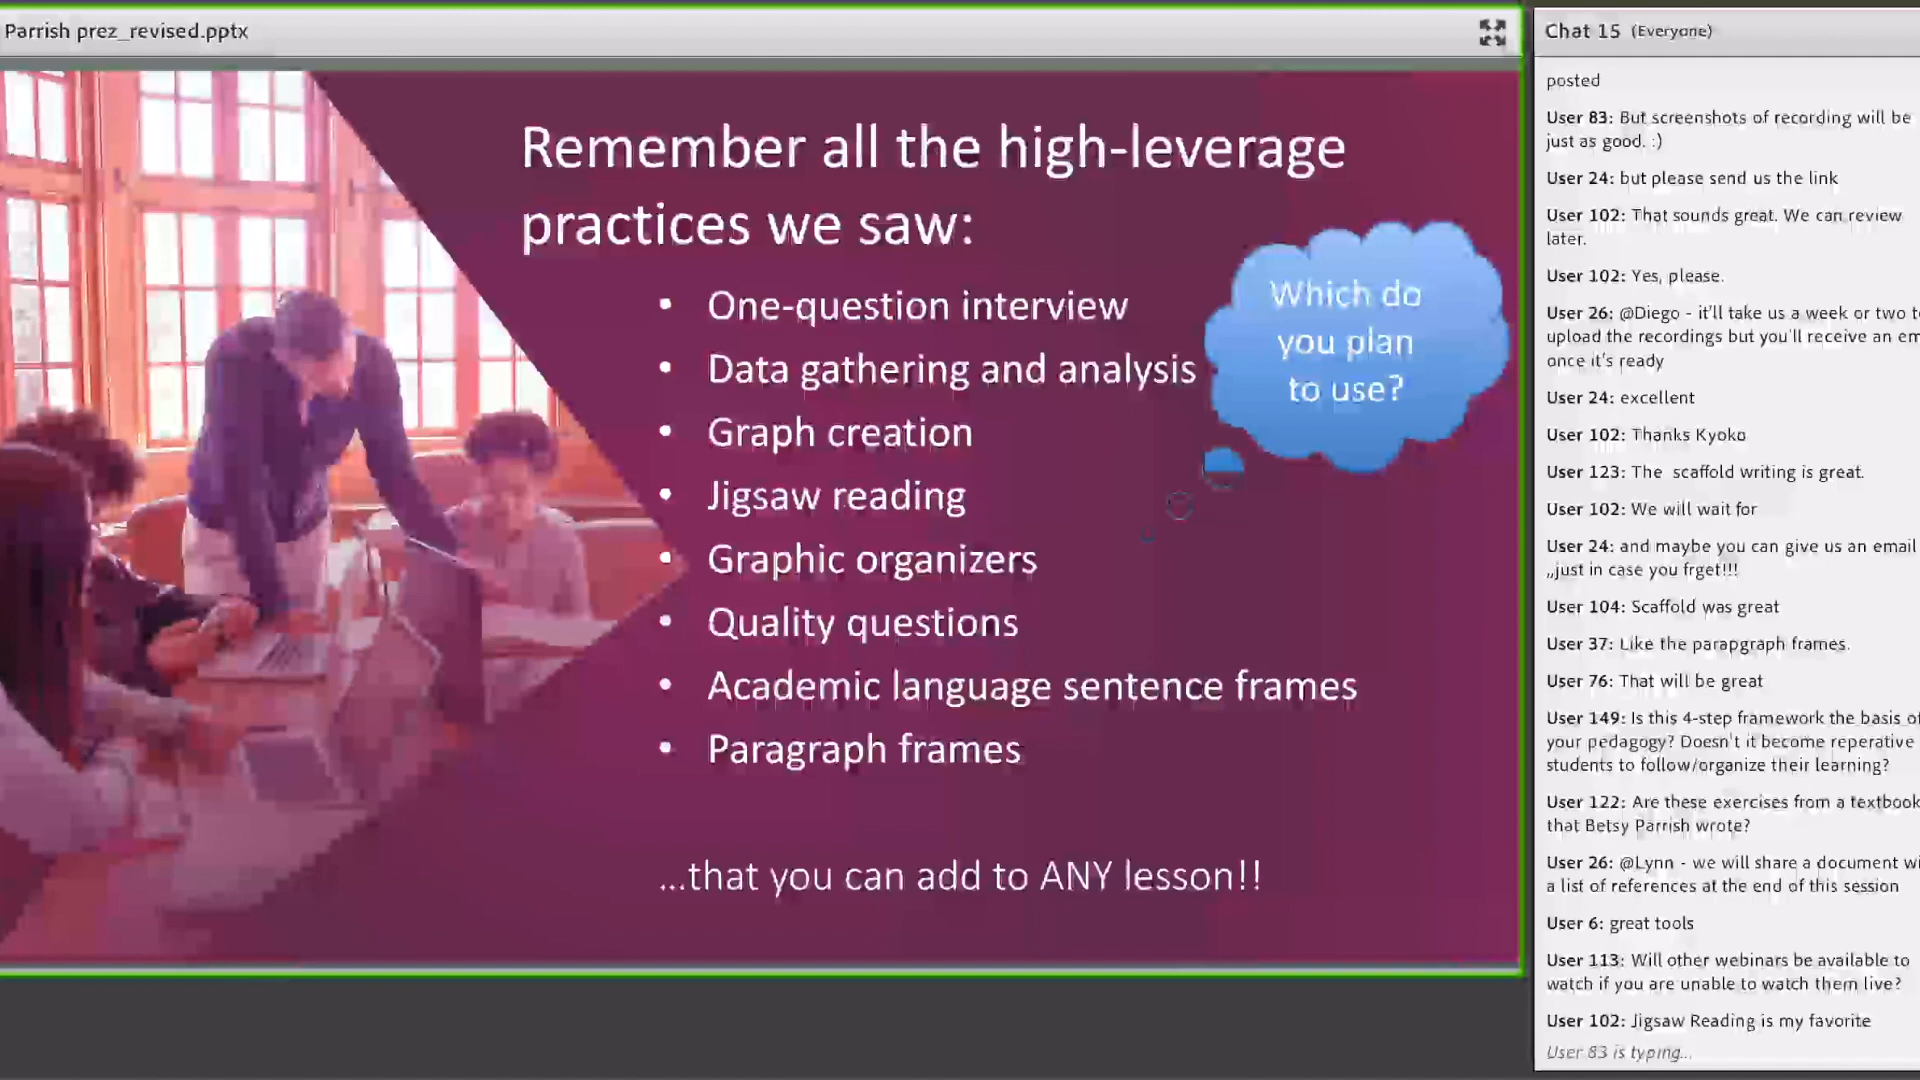 Parrish prez_revised.pptx
Remember all the high-leverage
practices we saw:
• One-question interview
• Data gathering and analysis
• Graph creation
• Jigsaw reading
• Graphic organizers
• Quality questions
• Academic language sentence frames
• Paragraph frames
...that you can add to ANY lesson!!
Which do
you plan
to use?
Chat 15 (Everyone)
posted
User 83: But screenshots of recording will be
just as good. :)
User 24: but please send us the link
User 102: That sounds great. We can review
later.
User 102: Yes, please.
User 26: @Diego - it'll take us a week or two
upload the recordings but you'll receive an
once it's ready
User 24: excellent
User 102: Thanks Kyoko
User 123: The scaffold writing is great.
User 102: We will wait for
User 24: and maybe you can give us an email
,,just in case you frget!!!
User 104: Scaffold was great
User 37: Like the parapgraph frames.
User 76: That will be great
User 149: Is this 4-step framework the basis
your pedagogy? Doesn't it become reperative
students to follow/organize their learning?
User 122: Are these exercises from a textbook
that Betsy Parrish wrote?
User 26: @Lynn - we will share a document
a list of references at the end of this session
User 6: great tools
User 113: Will other webinars be available to
watch if you are unable to watch them live?
User 102: Jigsaw Reading is my favorite
User 83 is typing...